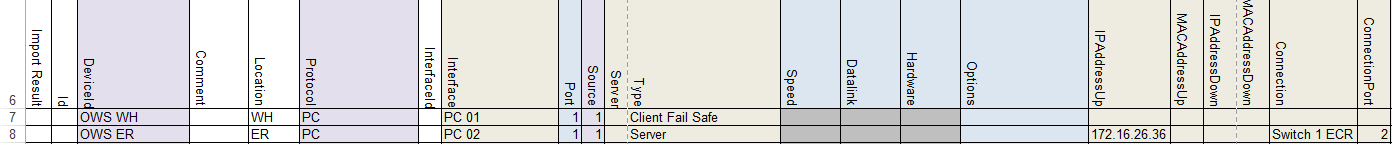 6 Import Result Id DeviceId Comment Location Protocol InterfaceId Interface Port Source Server Type Speed Datalink Hardware Options IPAddressUp MACAddressUp IPAddressDown MACAddressDown Connection ConnectionPort
7 OWS WH WH PC PC 01 1 1 Client Fail Safe
8 OWS ER ER PC PC 02 1 1 Server 172.16.26.36 Switch 1 ECR 2